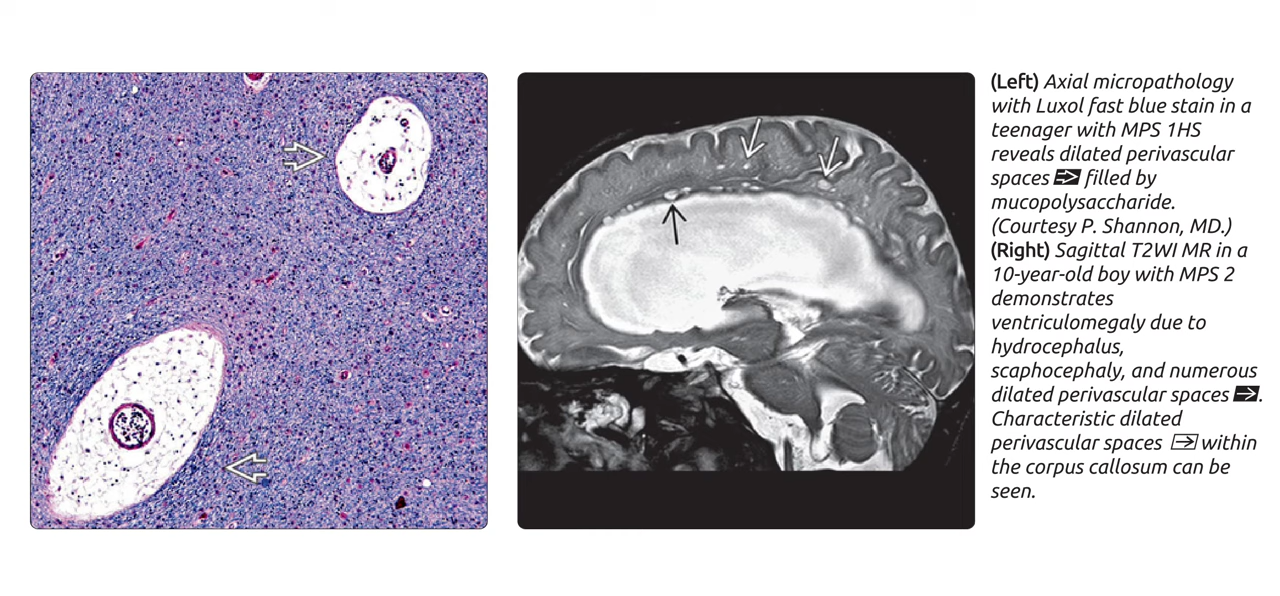 (Left) Axial micropathology
with Luxol fast blue stain in a
teenager with MPS 1HS
reveals dilated perivascular
spaces filled by
mucopolysaccharide.
(Courtesy P. Shannon, MD.)
(Right) Sagittal T2WI MR in a
10-year-old boy with MPS 2
demonstrates
ventriculomegaly due to
hydrocephalus,
scaphocephaly, and numerous
dilated perivascular spaces .
Characteristic dilated
perivascular spaces within
the corpus callosum can be
seen.